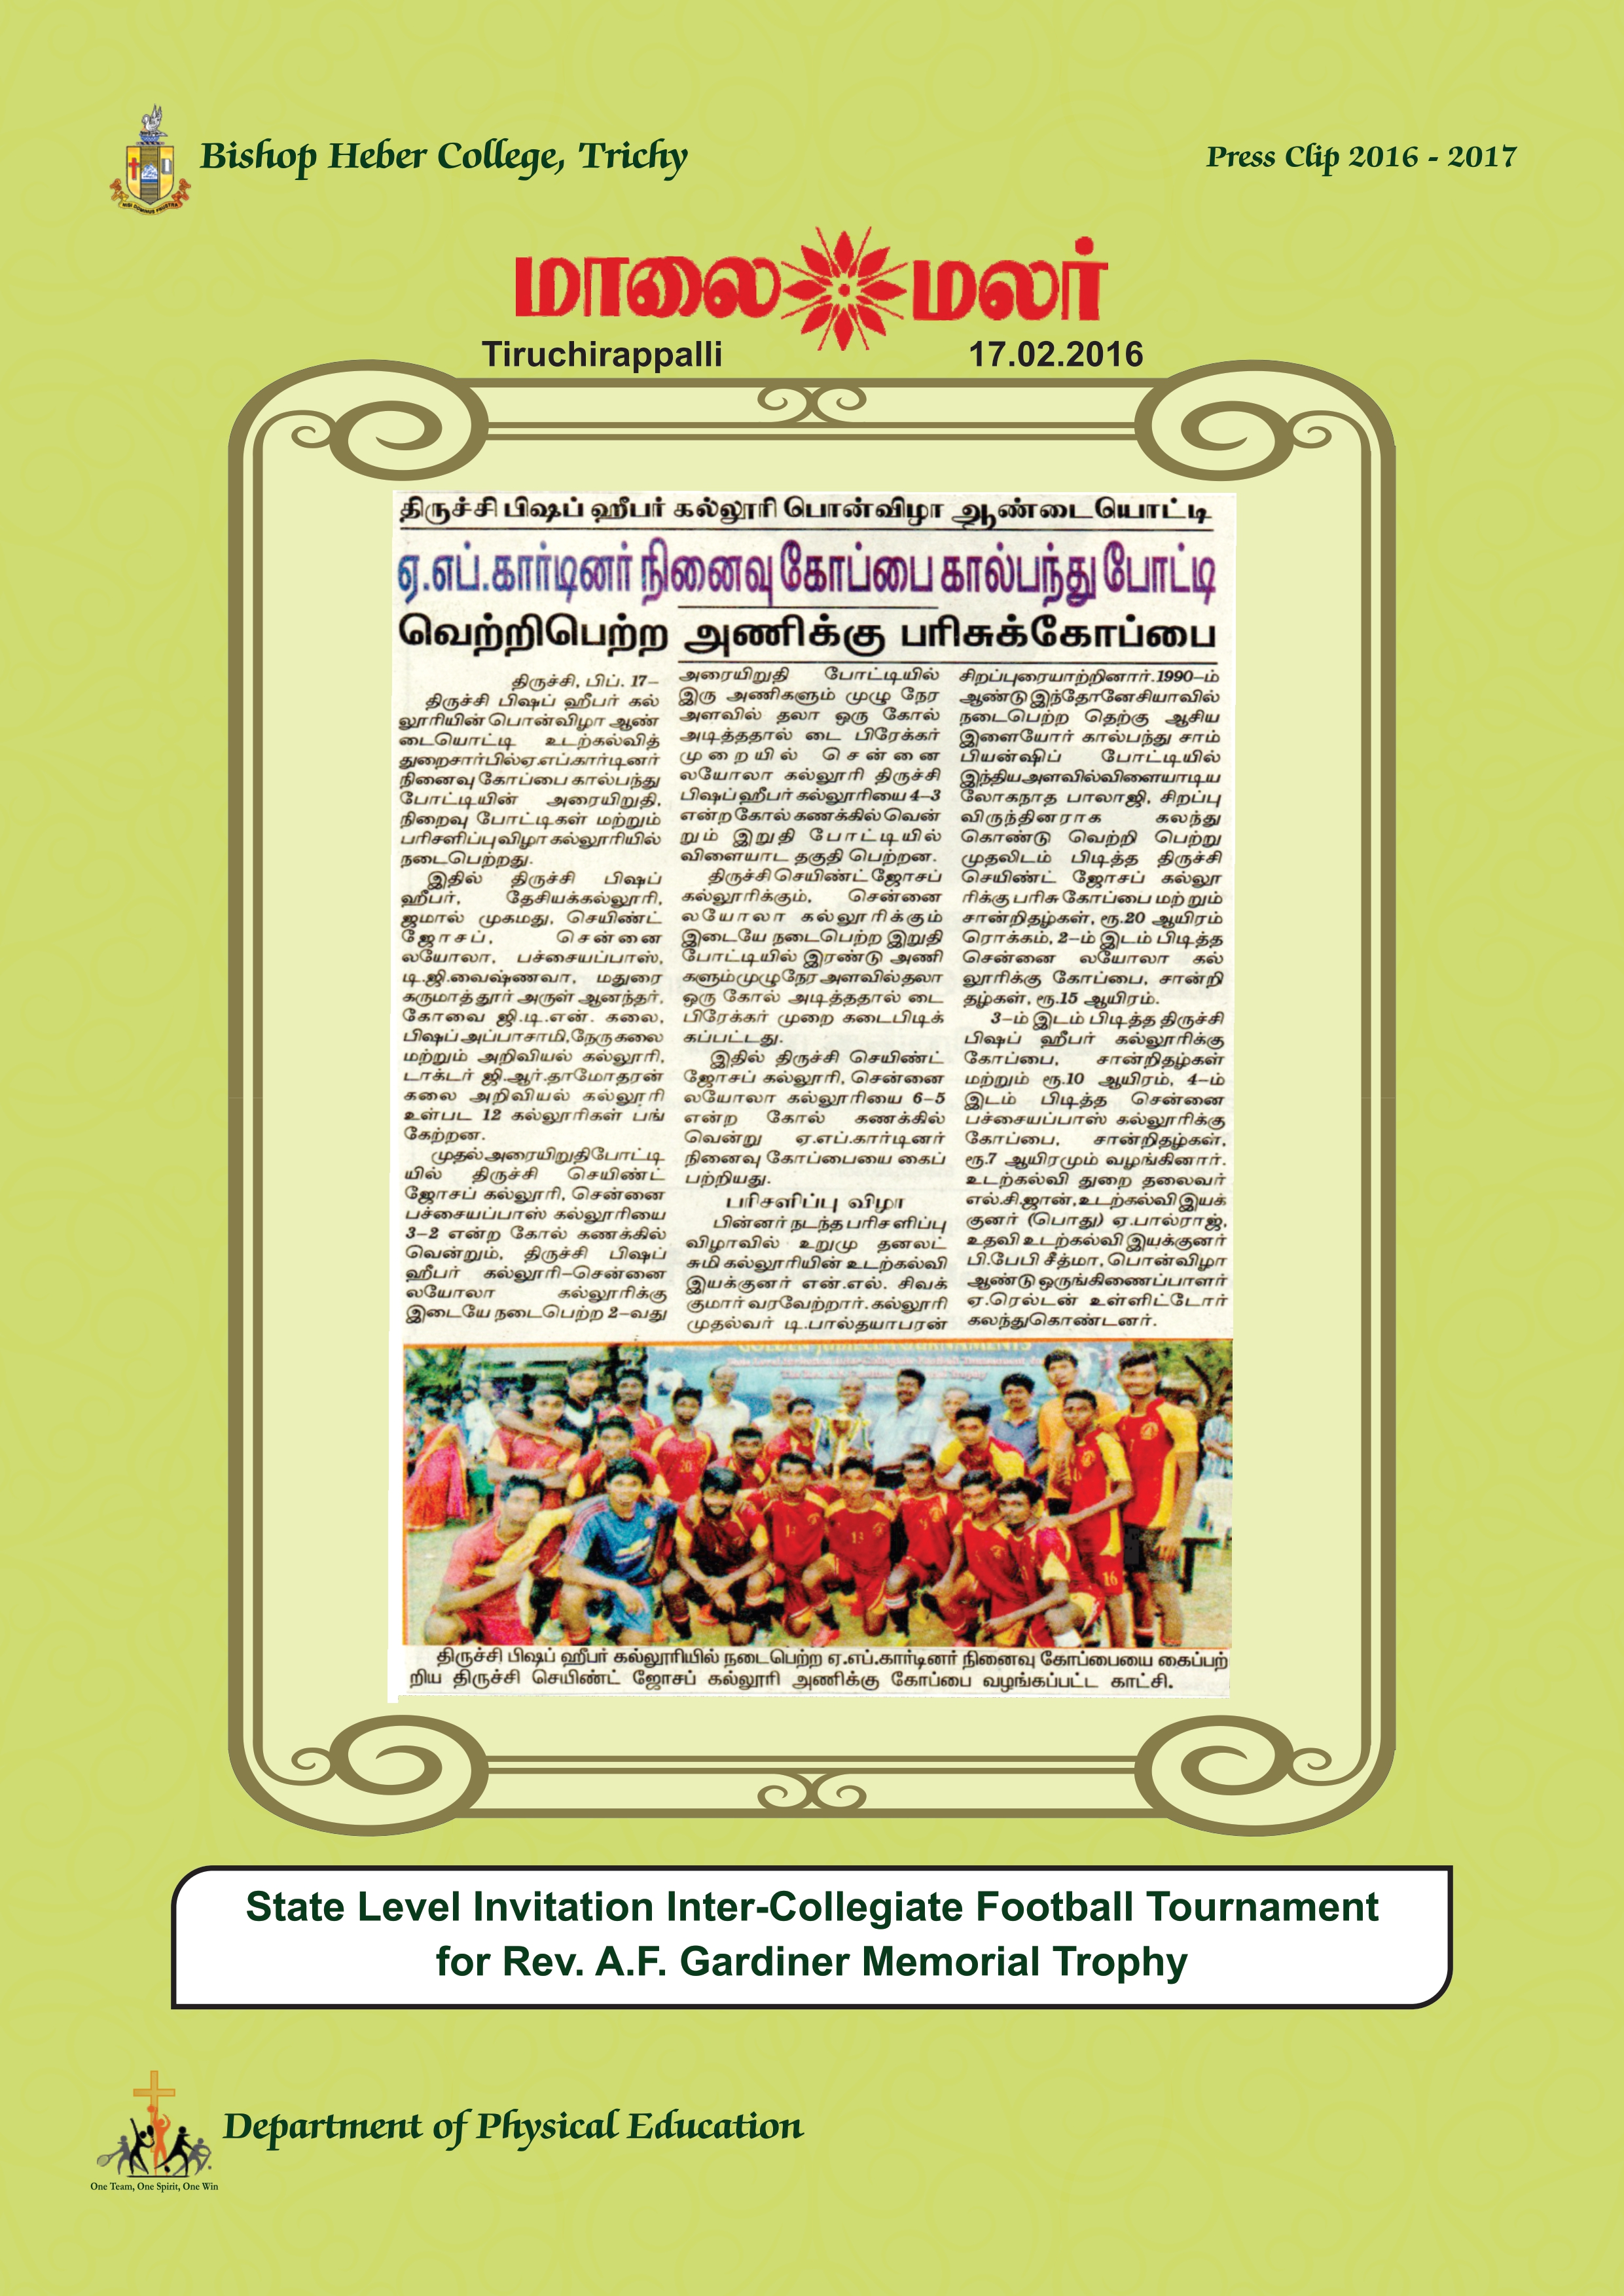 Bishop Heber College, Trichy
Press Clip 2016 - 2017
மாலை மலர்
Tiruchirappalli
17.02.2016
திருச்சி பிஷப் ஹீபர் கல்லூரி பொன்விழா ஆண்டையொட்டி
ஏ.எப்.கார்டினர் நினைவு கோப்பை கால்பந்து போட்டி
வெற்றிபெற்ற அணிக்கு பரிசுக்கோப்பை
திருச்சி, பிப். 17–
திருச்சி பிஷப் ஹீபர் கல்
லூரியின் பொன்விழா ஆண்
டையொட்டி உடற்கல்வித்
துறை சார்பில் ஏ.எப்.கார்டினர்
நினைவு கோப்பை கால்பந்து
போட்டியின் அரையிறுதி,
நிறைவு போட்டிகள் மற்றும்
பரிசளிப்பு விழா கல்லூரியில்
நடைபெற்றது.
இதில் திருச்சி பிஷப்
ஹீபர், தேசியக்கல்லூரி,
ஜமால் முகமது, செயிண்ட்
ஜோசப், சென்னை
லயோலா, பச்சையப்பாஸ்,
டி.ஜி.வைஷ்ணவா, மதுரை
கருமாத்தூர் அருள் ஆனந்தர்,
கோவை ஜி.டி.என். கலை,
பிஷப் அப்பாசாமி, நேரு கலை
மற்றும் அறிவியல் கல்லூரி,
டாக்டர் ஜி.ஆர்.தாமோதரன்
கலை அறிவியல் கல்லூரி
உள்பட 12 கல்லூரிகள் பங்
கேற்றன.
முதல் அரையிறுதி போட்டி
யில் திருச்சி செயிண்ட்
ஜோசப் கல்லூரி, சென்னை
பச்சையப்பாஸ் கல்லூரியை
3–2 என்ற கோல் கணக்கில்
வென்றும், திருச்சி பிஷப்
ஹீபர் கல்லூரி–சென்னை
லயோலா கல்லூரிக்கு
இடையே நடைபெற்ற 2–வது
அரையிறுதி போட்டியில்
இரு அணிகளும் முழு நேர
அளவில் தலா ஒரு கோல்
அடித்ததால் டை பிரேக்கர்
முறையில் சென்னை
லயோலா கல்லூரி திருச்சி
பிஷப் ஹீபர் கல்லூரியை 4–3
என்ற கோல் கணக்கில் வென்
றும் இறுதி போட்டியில்
விளையாட தகுதி பெற்றன.
திருச்சி செயிண்ட் ஜோசப்
கல்லூரிக்கும், சென்னை
லயோலா கல்லூரிக்கும்
இடையே நடைபெற்ற இறுதி
போட்டியில் இரண்டு அணி
களும் முழு நேர அளவில் தலா
ஒரு கோல் அடித்ததால் டை
பிரேக்கர் முறை கடைபிடிக்
கப்பட்டது.
இதில் திருச்சி செயிண்ட்
ஜோசப் கல்லூரி, சென்னை
லயோலா கல்லூரியை 6–5
என்ற கோல் கணக்கில்
வென்று ஏ.எப்.கார்டினர்
நினைவு கோப்பையை கைப்
பற்றியது.
பரிசளிப்பு விழா
பின்னர் நடந்த பரிசளிப்பு
விழாவில் உறுமு தனலட்
சுமி கல்லூரியின் உடற்கல்வி
இயக்குனர் என்.எல். சிவக்
குமார் வரவேற்றார். கல்லூரி
முதல்வர் டி.பால்தயாபரன்
சிறப்புரையாற்றினார். 1990–ம்
ஆண்டு இந்தோனேசியாவில்
நடைபெற்ற தெற்கு ஆசிய
இளையோர் கால்பந்து சாம்
பியன்ஷிப் போட்டியில்
இந்திய அளவில் விளையாடிய
லோகநாத பாலாஜி, சிறப்பு
விருந்தினராக கலந்து
கொண்டு வெற்றி பெற்று
முதலிடம் பிடித்த திருச்சி
செயிண்ட் ஜோசப் கல்லூ
ரிக்கு பரிசு கோப்பை மற்றும்
சான்றிதழ்கள், ரூ.20 ஆயிரம்
ரொக்கம், 2–ம் இடம் பிடித்த
சென்னை லயோலா கல்
லூரிக்கு கோப்பை, சான்றி
தழ்கள், ரூ.15 ஆயிரம்.
3–ம் இடம் பிடித்த திருச்சி
பிஷப் ஹீபர் கல்லூரிக்கு
கோப்பை, சான்றிதழ்கள்
மற்றும் ரூ.10 ஆயிரம், 4–ம்
இடம் பிடித்த சென்னை
பச்சையப்பாஸ் கல்லூரிக்கு
கோப்பை, சான்றிதழ்கள்,
ரூ.7 ஆயிரமும் வழங்கினார்.
உடற்கல்வி துறை தலைவர்
எல்.சி.ஜான், உடற்கல்வி இயக்
குனர் (பொது) ஏ.பால்ராஜ்,
உதவி உடற்கல்வி இயக்குனர்
பி.பேபி சீத்மா, பொன்விழா
ஆண்டு ஒருங்கிணைப்பாளர்
ஏ.ரெல்டன் உள்ளிட்டோர்
கலந்துகொண்டனர்.
GOLDEN JUBILEE TOURNAMENTS
திருச்சி பிஷப் ஹீபர் கல்லூரியில் நடைபெற்ற ஏ.எப்.கார்டினர் நினைவு கோப்பையை கைப்பற்
றிய திருச்சி செயிண்ட் ஜோசப் கல்லூரி அணிக்கு கோப்பை வழங்கப்பட்ட காட்சி.
State Level Invitation Inter-Collegiate Football Tournament
for Rev. A.F. Gardiner Memorial Trophy
Department of Physical Education
One Team, One Spirit, One Win